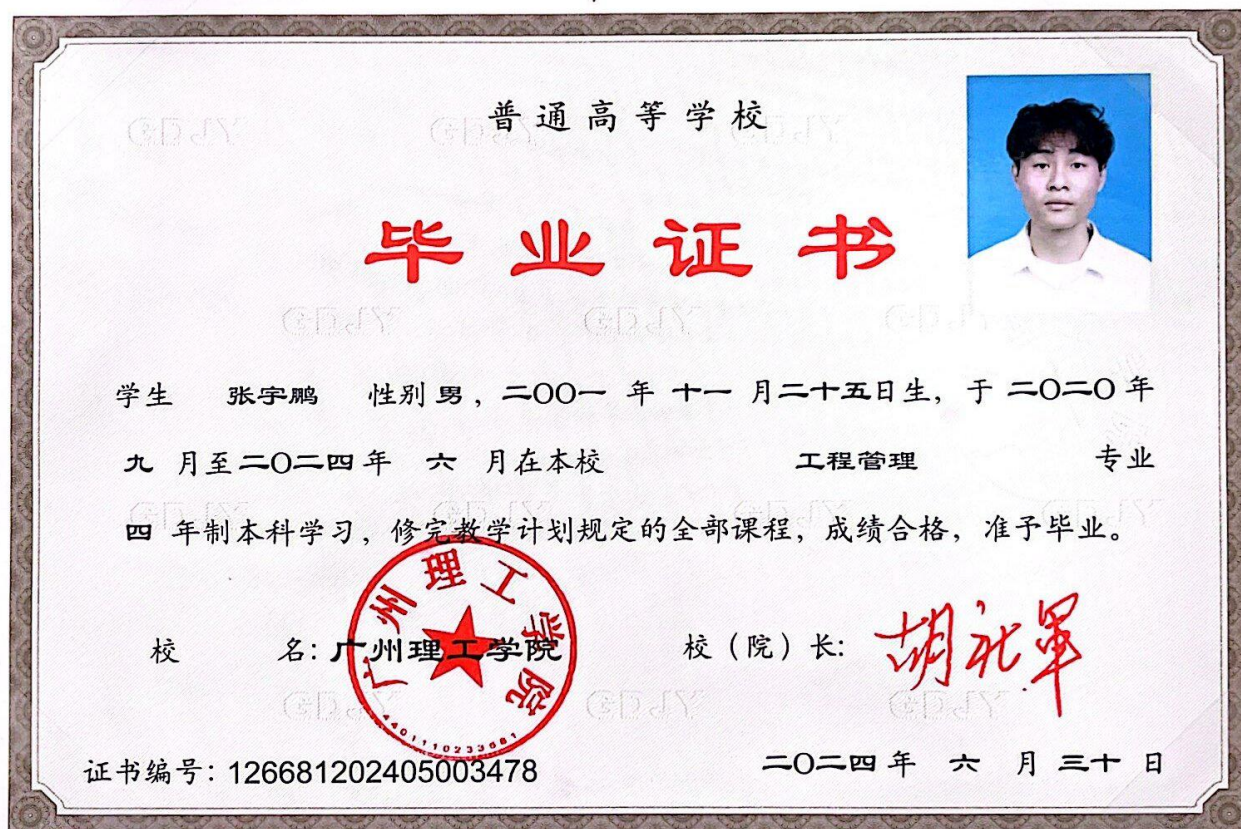 普通高等学校
毕业证书
学生 张宇鹏 性别 男，二〇〇一 年 十一 月二十五日生，于 二〇二〇 年
九 月至 二〇二四 年 六 月在本校 工程管理 专业
四 年制本科学习，修完教学计划规定的全部课程，成绩合格，准予毕业。
广州理工学院
4401110233681
校 名：广州理工学院 校（院）长：胡社军
证书编号：126681202405003478 二〇二四 年 六 月 三十 日